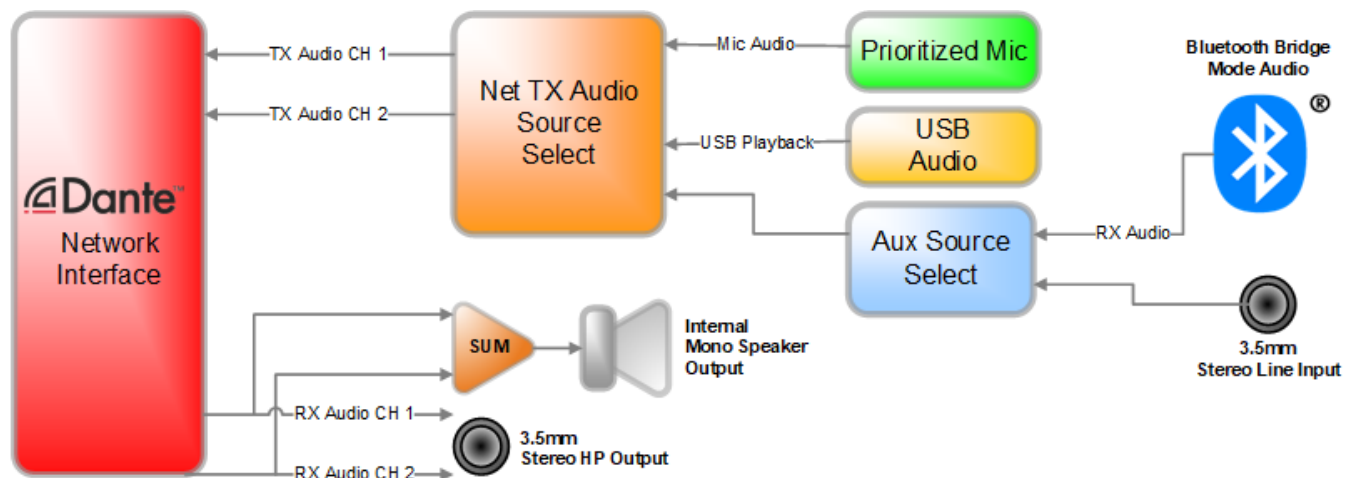 TX Audio CH 1
TX Audio CH 2
Dante™
Network
Interface
Net TX Audio
Source
Select
Mic Audio
Prioritized Mic
USB Playback
USB
Audio
Aux Source
Select
RX Audio
Bluetooth Bridge
Mode Audio
®
3.5mm
Stereo Line Input
SUM
Internal
Mono Speaker
Output
RX Audio CH 1
RX Audio CH 2
3.5mm
Stereo HP Output